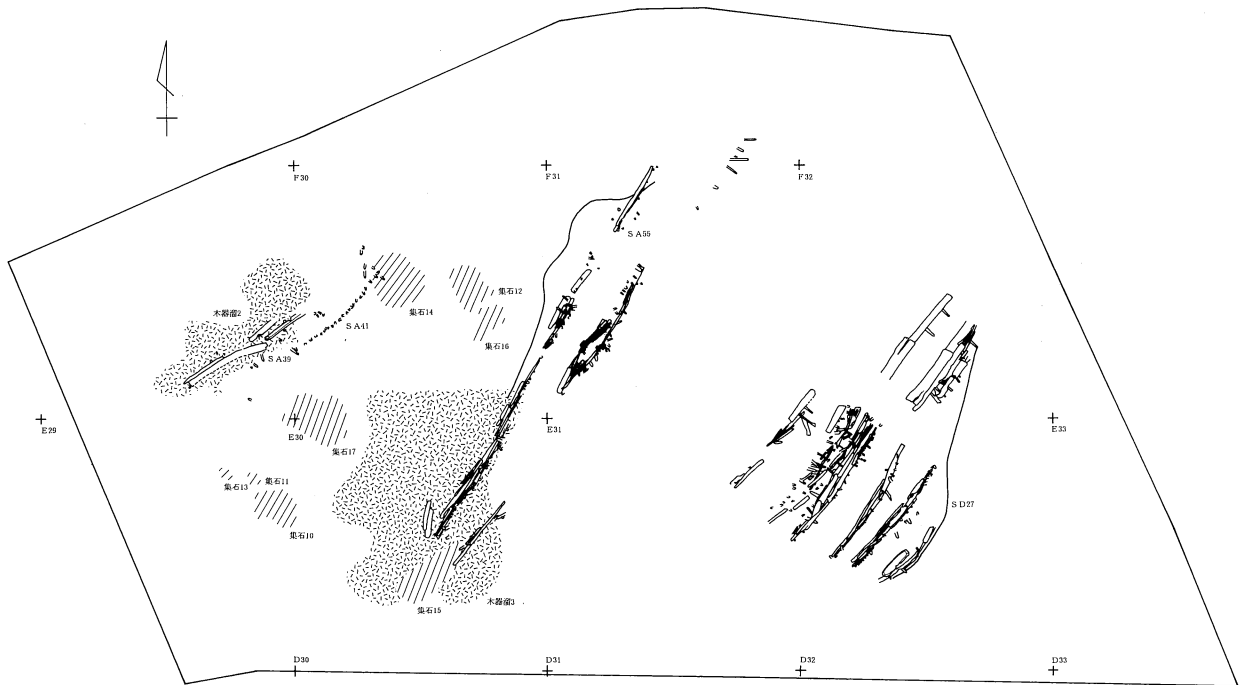 F30
F31
F32
SA55
集石12
木器溜2
SA41
集石14
集石16
SA39
E29
E30
E31
E33
集石17
集石11
集石13
SD27
集石10
木器溜3
集石15
D30
D31
D32
D33